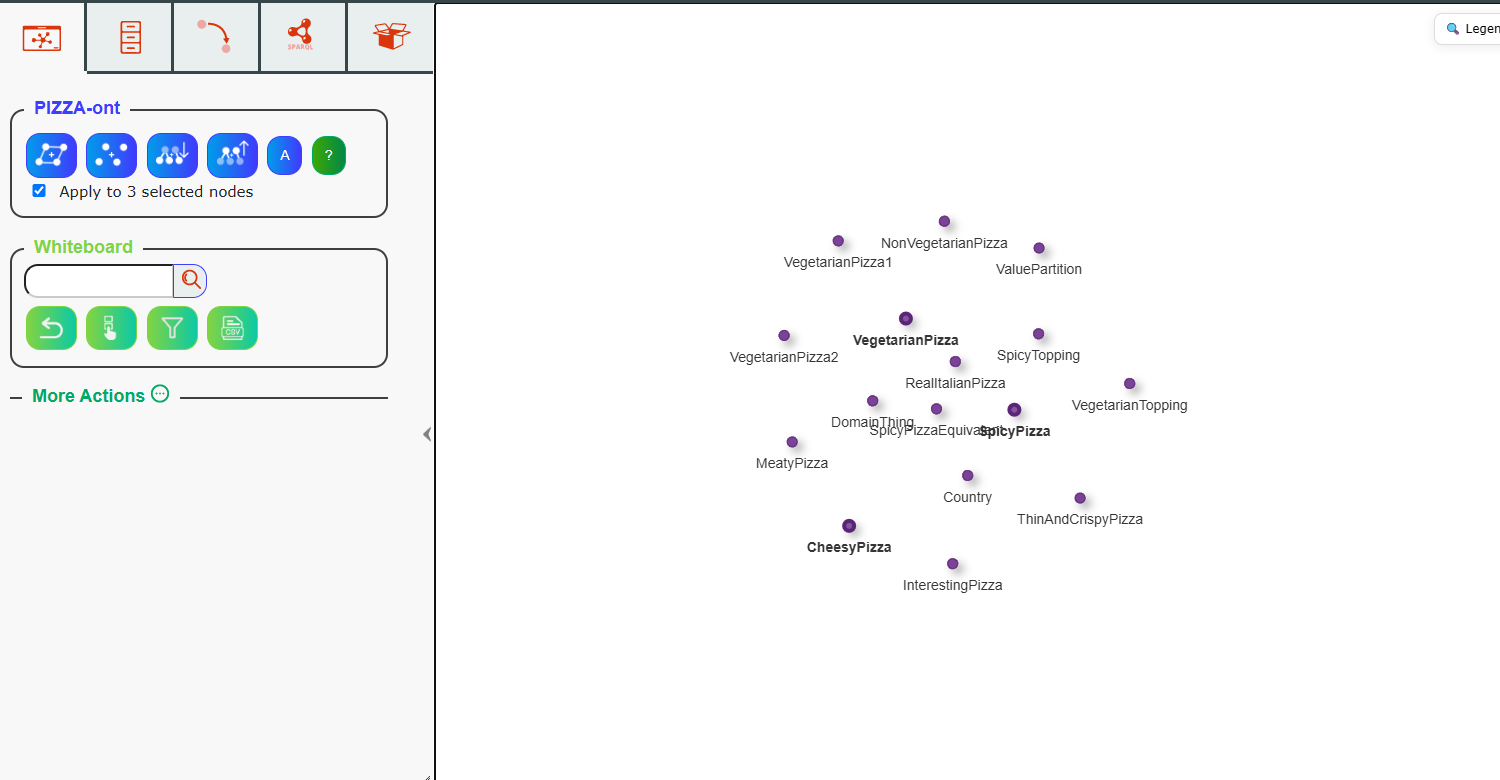 SPARQL
Legen
PIZZA-ont
A
?
Apply to 3 selected nodes
Whiteboard
CSV
More Actions
NonVegetarianPizza
VegetarianPizza1
ValuePartition
VegetarianPizza
VegetarianPizza2
SpicyTopping
RealItalianPizza
VegetarianTopping
DomainThing
SpicyPizzaEquivalent
SpicyPizza
MeatyPizza
Country
ThinAndCrispyPizza
CheesyPizza
InterestingPizza